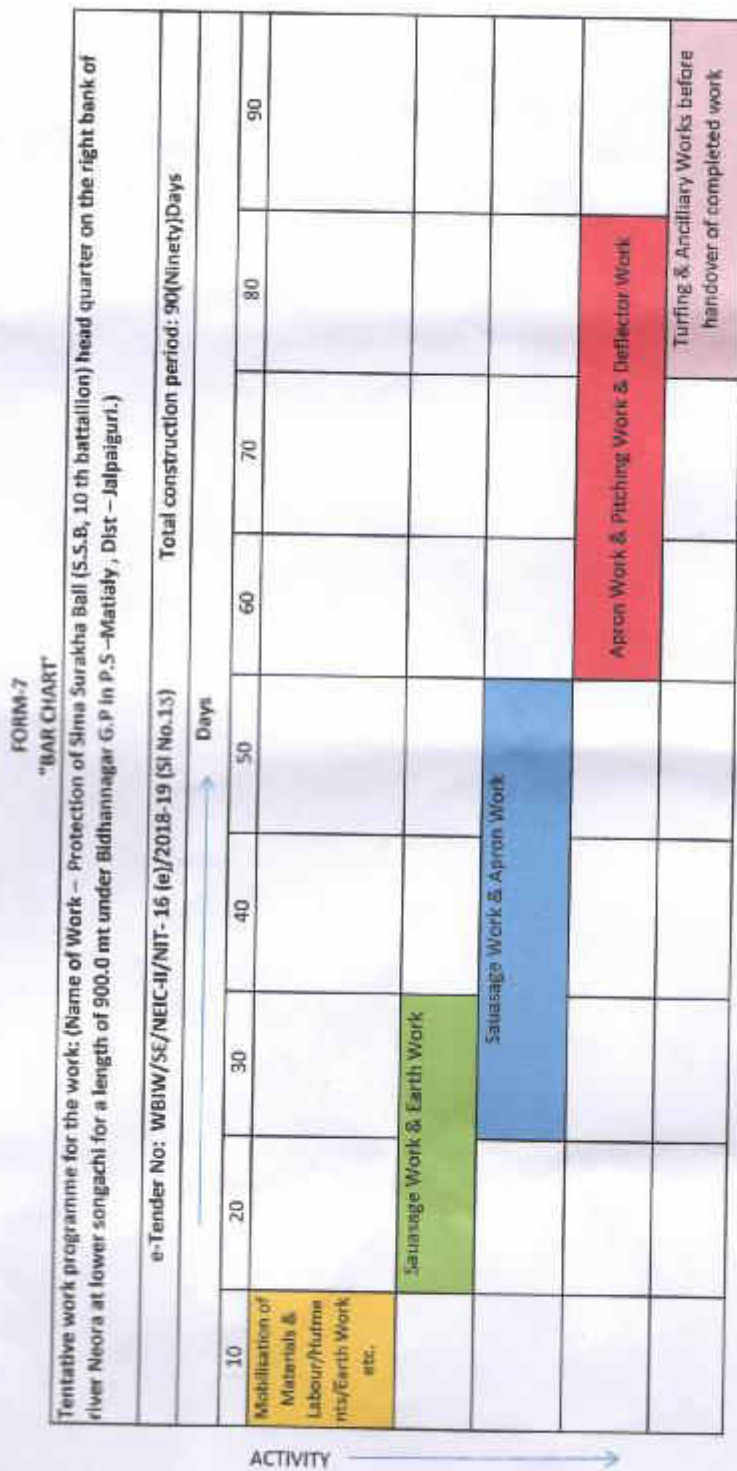 FORM-7
"BAR CHART"
Tentative work programme for the work: (Name of Work – Protection of Sima Surakha Ball (S.S.B, 10 th battallion) head quarter on the right bank of
river Neora at lower songachi for a length of 900.0 mt under Bidhannagar G.P in P.S –Matialy , Dist – Jalpaiguri.)
e-Tender No: WBIW/SE/NEIC-II/NIT- 16 (e)/2018-19 (Sl No.13) Total construction period: 90(Ninety)Days
Days
10 20 30 40 50 60 70 80 90
Mobilisation of
Materials &
Labour/Hutme
nts/Earth Work
etc.
Sauasage Work & Earth Work
Sauasage Work & Apron Work
Apron Work & Pitching Work & Deflector Work
Turfing & Ancilliary Works before
handover of completed work
ACTIVITY